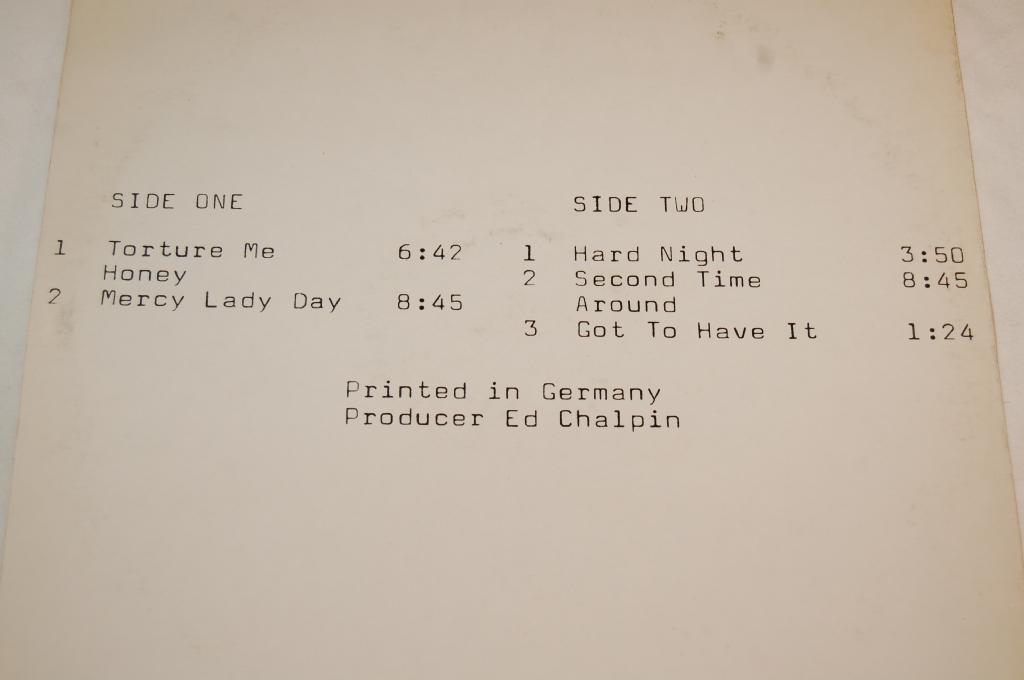 SIDE ONE
1 Torture Me 6:42
Honey
2 Mercy Lady Day 8:45
SIDE TWO
1 Hard Night 3:50
2 Second Time 8:45
Around
3 Got To Have It 1:24
Printed in Germany
Producer Ed Chalpin